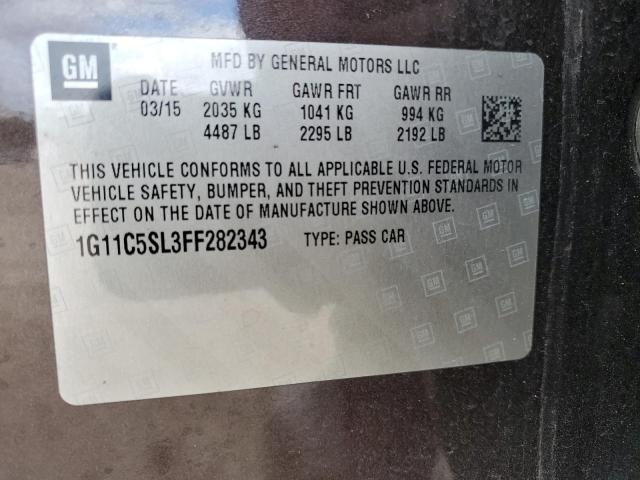 GM
MFD BY GENERAL MOTORS LLC
DATE GVWR GAWR FRT GAWR RR
03/15 2035 KG 1041 KG 994 KG
4487 LB 2295 LB 2192 LB
THIS VEHICLE CONFORMS TO ALL APPLICABLE U.S. FEDERAL MOTOR
VEHICLE SAFETY, BUMPER, AND THEFT PREVENTION STANDARDS IN
EFFECT ON THE DATE OF MANUFACTURE SHOWN ABOVE.
1G11C5SL3FF282343 TYPE: PASS CAR